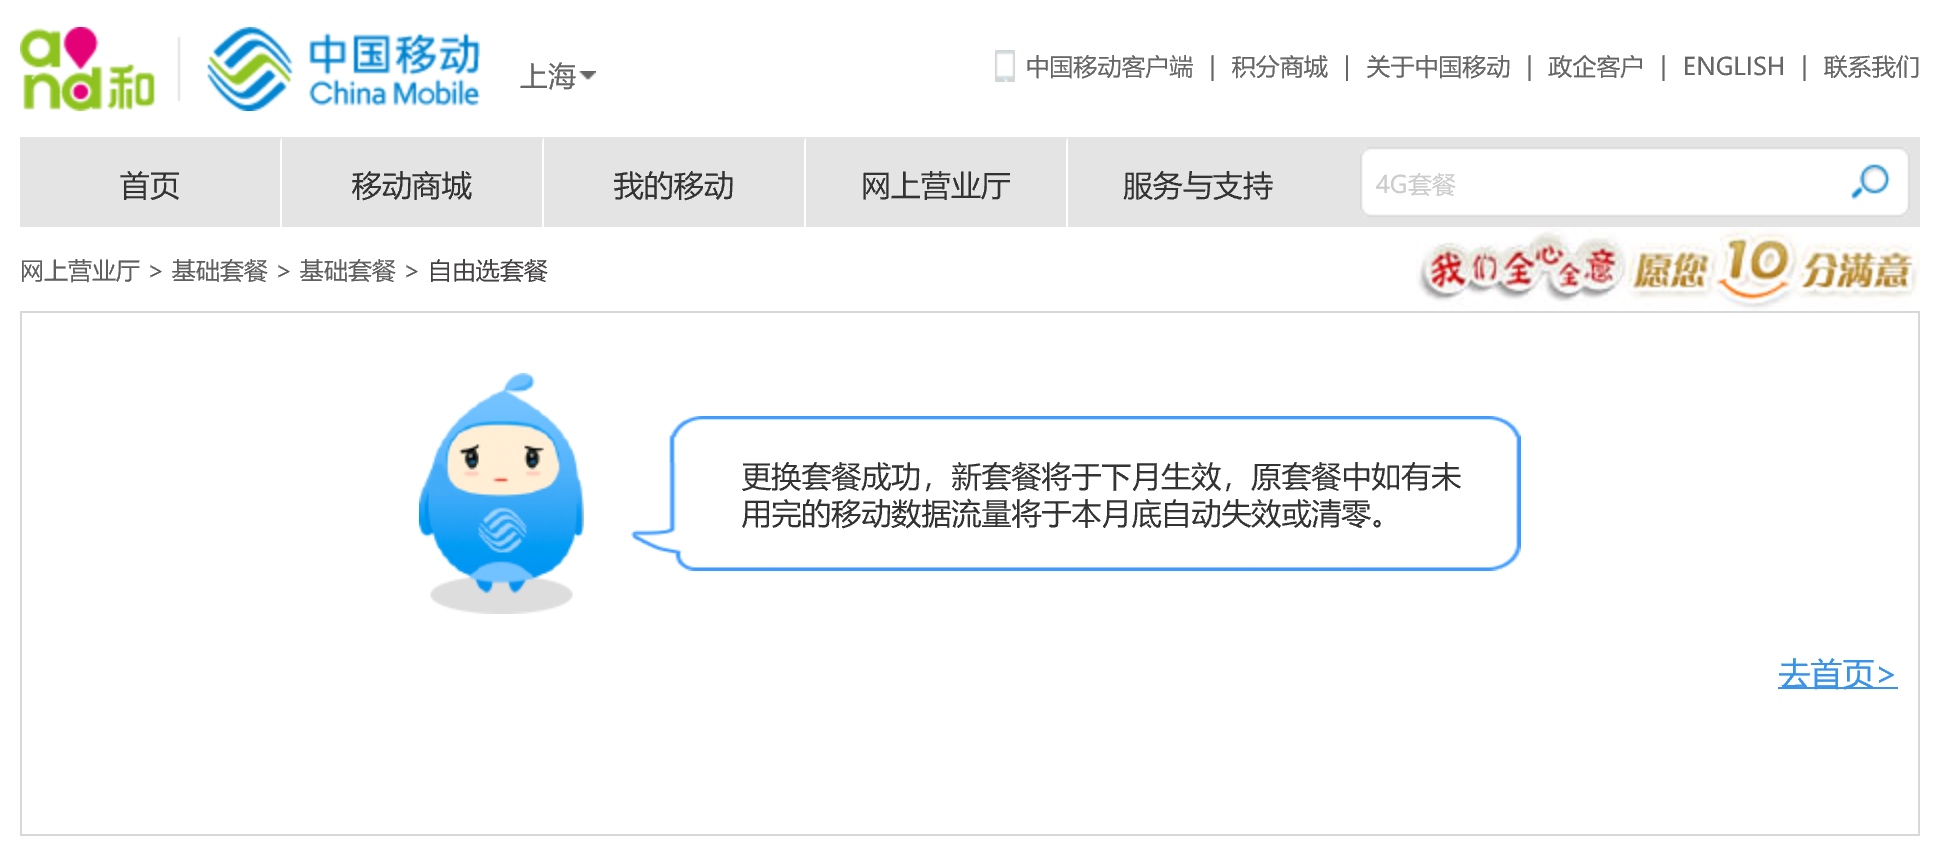 and和
中国移动
China Mobile
上海
中国移动客户端 | 积分商城 | 关于中国移动 | 政企客户 | ENGLISH | 联系我们
首页 移动商城 我的移动 网上营业厅 服务与支持 4G套餐
网上营业厅 > 基础套餐 > 基础套餐 > 自由选套餐
我们全心全意 愿您10分满意
更换套餐成功，新套餐将于下月生效，原套餐中如有未
用完的移动数据流量将于本月底自动失效或清零。
去首页>